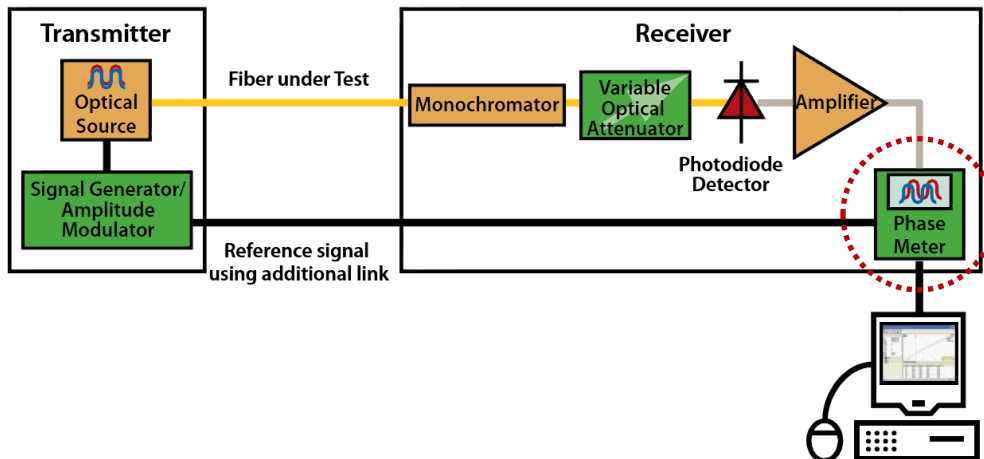 Transmitter
Receiver
Optical
Source
Fiber under Test
Monochromator
Variable
Optical
Attenuator
Amplifier
Photodiode
Detector
Signal Generator/
Amplitude
Modulator
Reference signal
using additional link
Phase
Meter